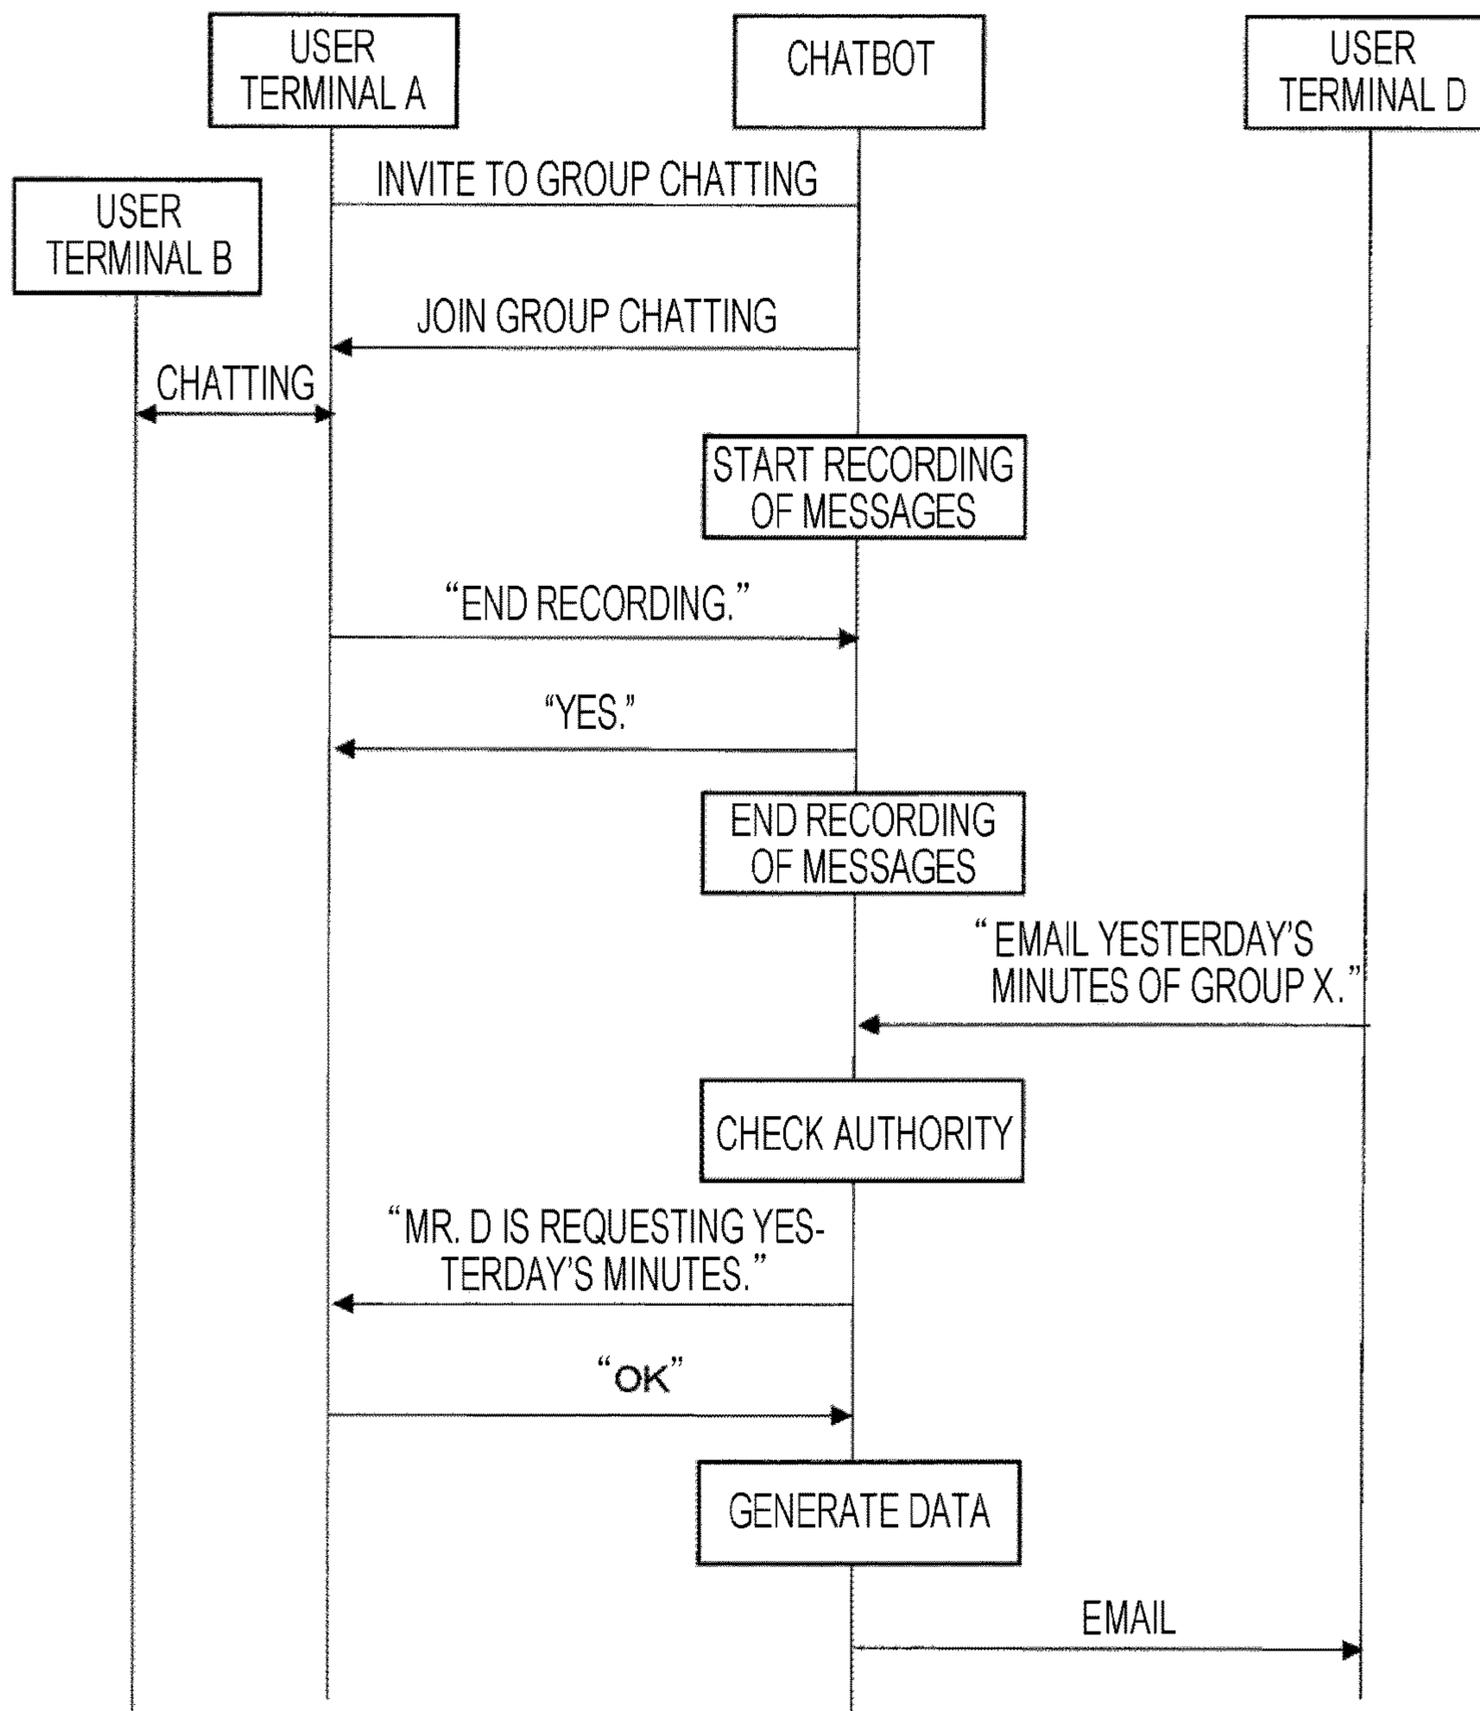 USER
TERMINAL A
CHATBOT
USER
TERMINAL D
INVITE TO GROUP CHATTING
USER
TERMINAL B
JOIN GROUP CHATTING
CHATTING
START RECORDING
OF MESSAGES
“END RECORDING.”
“YES.”
END RECORDING
OF MESSAGES
“EMAIL YESTERDAY’S
MINUTES OF GROUP X.”
CHECK AUTHORITY
“MR. D IS REQUESTING YES-
TERDAY’S MINUTES.”
“OK”
GENERATE DATA
EMAIL